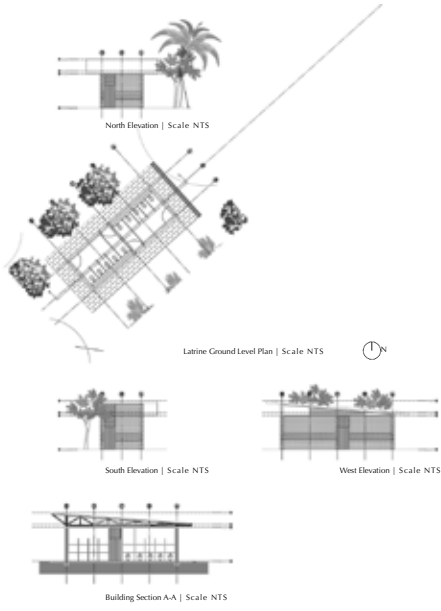 North Elevation | Scale NTS
Latrine Ground Level Plan | Scale NTS
N
South Elevation | Scale NTS
West Elevation | Scale NTS
Building Section A-A | Scale NTS